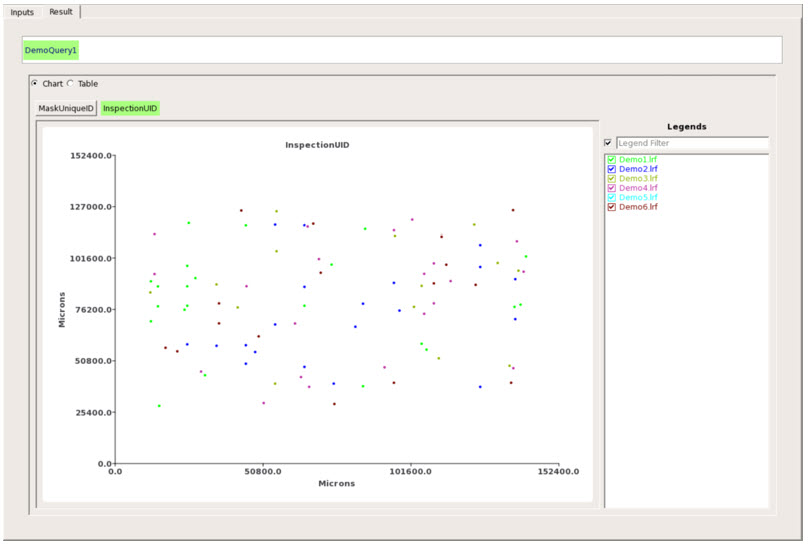 Inputs Result
DemoQuery1
Chart Table
MaskUniqueID InspectionUID
InspectionUID
Microns
152400.0
127000.0
101600.0
76200.0
50800.0
25400.0
0.0
0.0 50800.0 101600.0 152400.0
Microns
Legends
Legend Filter
Demo1.lrf
Demo2.lrf
Demo3.lrf
Demo4.lrf
Demo5.lrf
Demo6.lrf